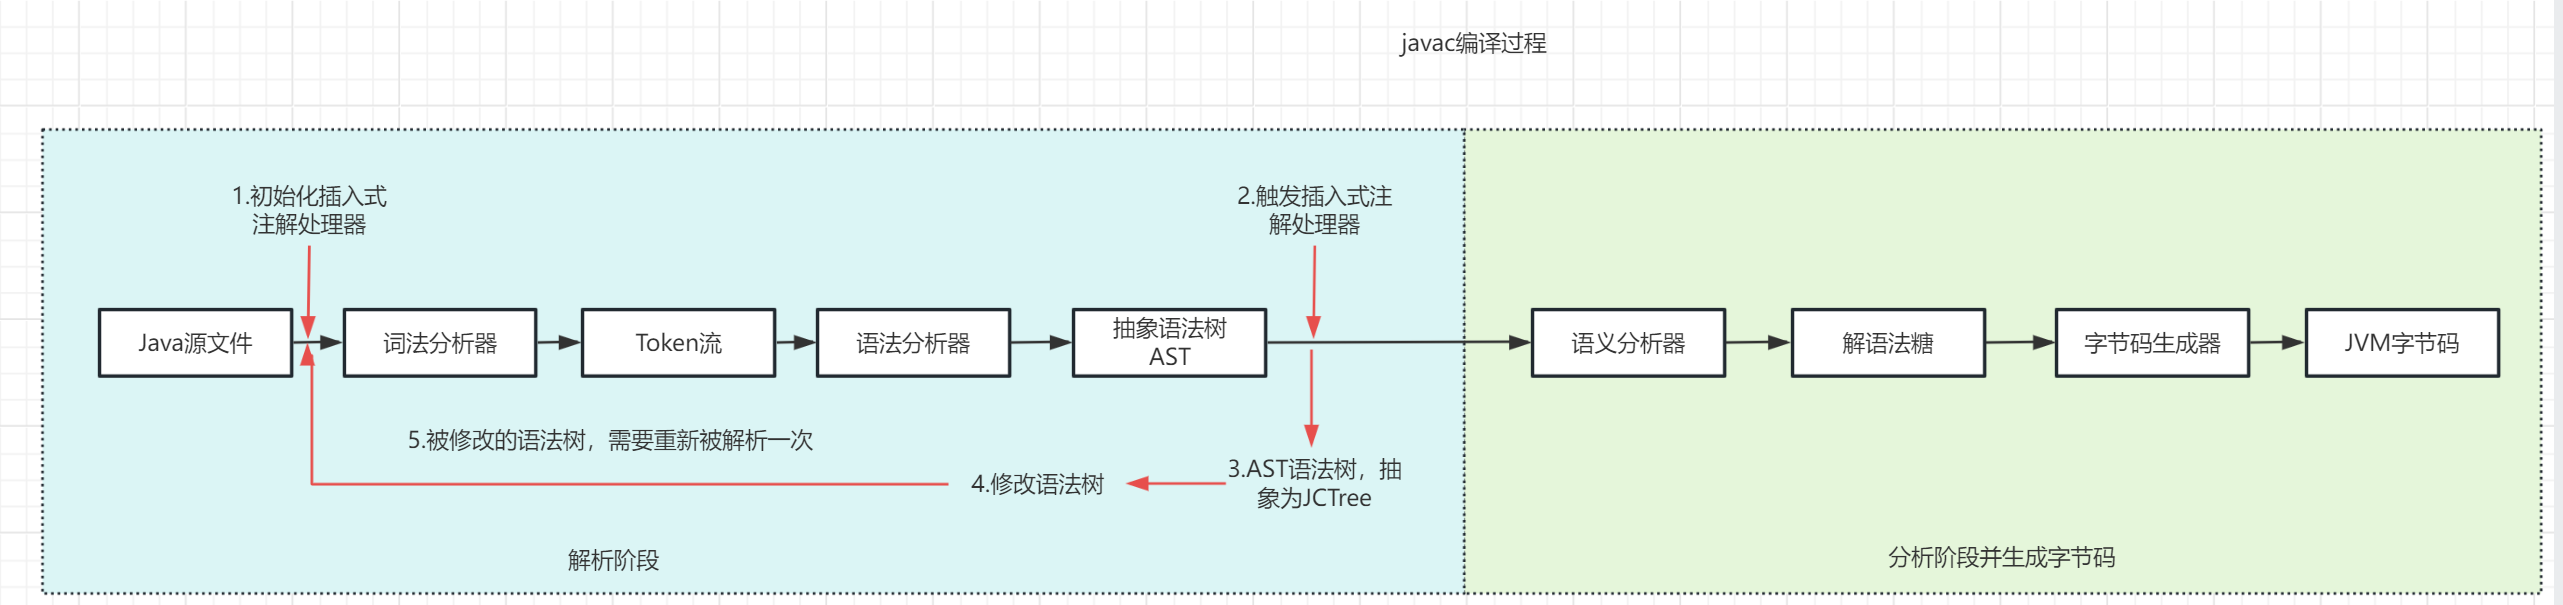 javac编译过程
1.初始化插入式
注解处理器
2.触发插入式注
解处理器
Java源文件
词法分析器
Token流
语法分析器
抽象语法树
AST
语义分析器
解语法糖
字节码生成器
JVM字节码
5.被修改的语法树，需要重新被解析一次
4.修改语法树
3.AST语法树，抽
象为JCTree
解析阶段
分析阶段并生成字节码